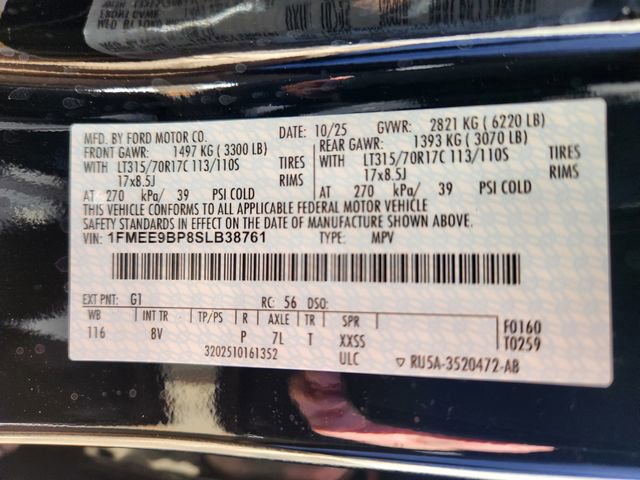 MFD. BY FORD MOTOR CO.
DATE: 10/25 GVWR: 2821 KG ( 6220 LB)
FRONT GAWR: 1497 KG ( 3300 LB) REAR GAWR: 1393 KG ( 3070 LB)
WITH LT315/70R17C 113/110S TIRES WITH LT315/70R17C 113/110S TIRES
17x8.5J RIMS 17x8.5J RIMS
AT 270 kPa/ 39 PSI COLD AT 270 kPa/ 39 PSI COLD
THIS VEHICLE CONFORMS TO ALL APPLICABLE FEDERAL MOTOR VEHICLE
SAFETY STANDARDS IN EFFECT ON THE DATE OF MANUFACTURE SHOWN ABOVE.
VIN: 1FMEE9BP8SLB38761 TYPE: MPV
EXT PNT: G1 RC: 56 DSO:
WB INT TR TP/PS R AXLE TR SPR
116 8V P 7L T XXSS
3202510161352 ULC
F0160
T0259
▽ RU5A-3520472-AB